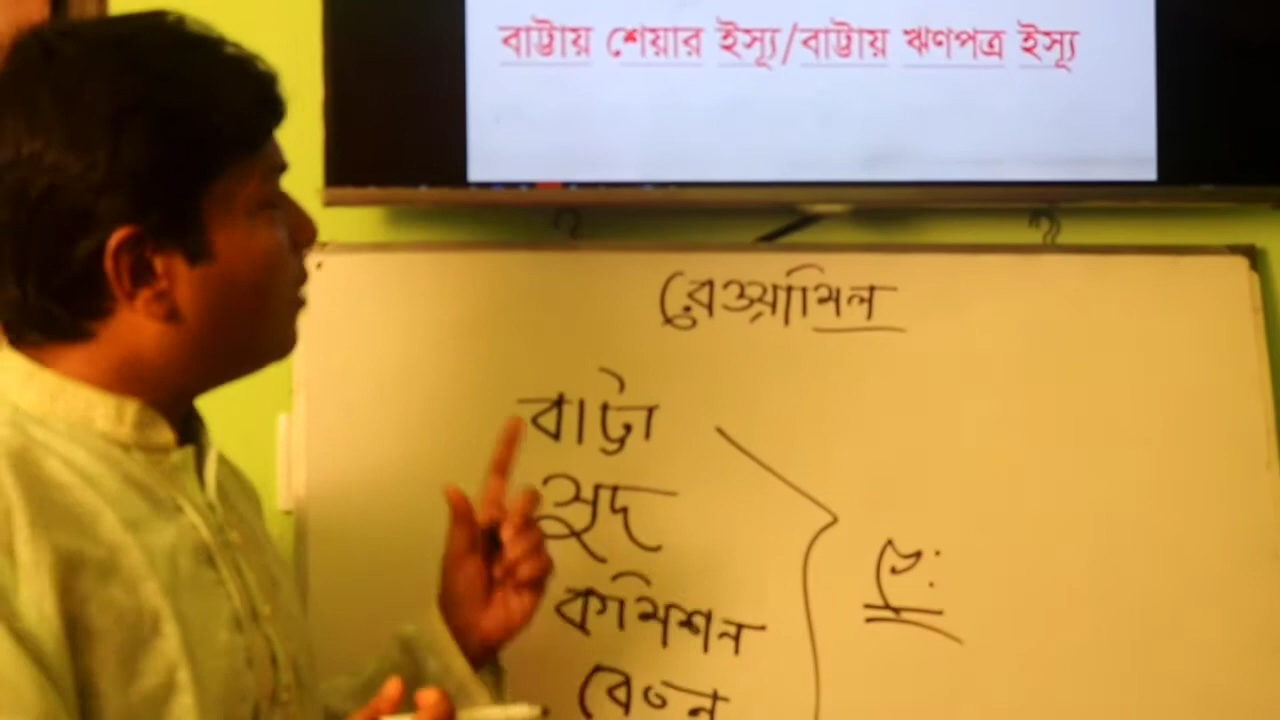 বাট্টায় শেয়ার ইস্যূ/বাট্টায় ঋণপত্র ইস্যূ
রেওয়ামিল
বাট্টা
সুদ
কমিশন
বেতন